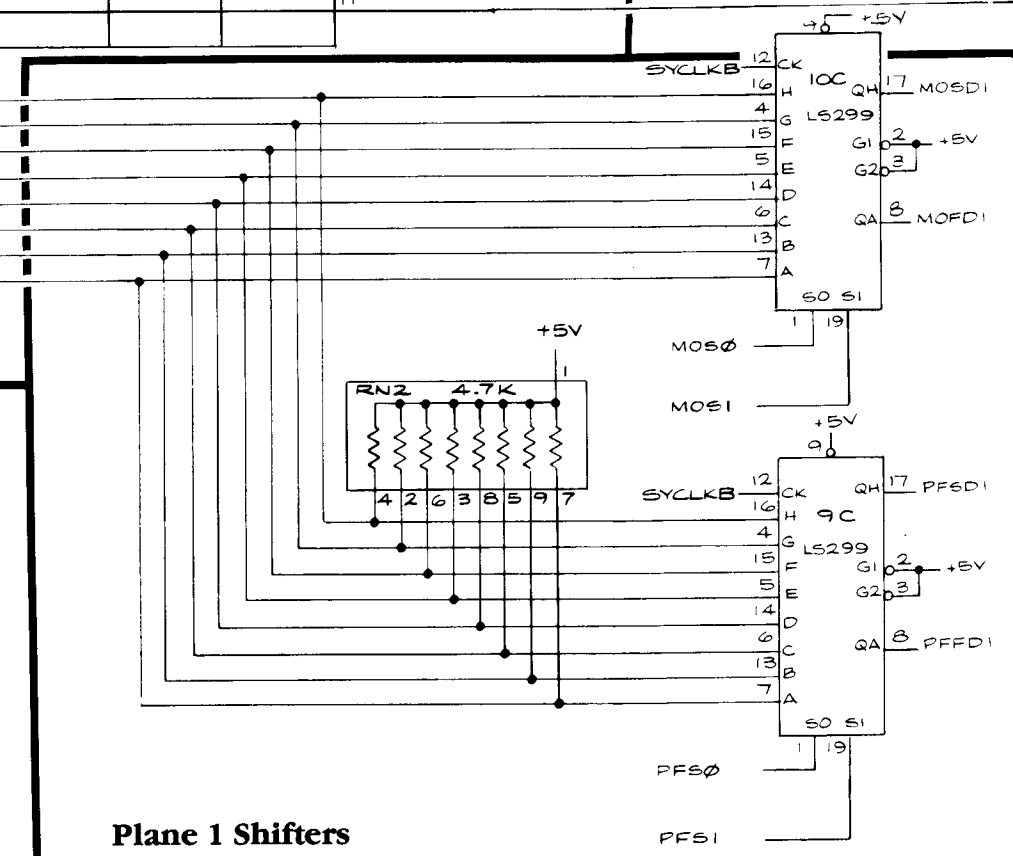 +5V
SYCLKB 12 CK
16 H
10C
QH 17 MOSD1
4 G
LS299
15 F
G1 2 +5V
5 E
G2 3
14 D
6 C
QA 8 MOFD1
13 B
7 A
S0 S1
1 19
MOSØ
MOS1
+5V
1
RN2 4.7K
4 2 6 3 8 5 9 7
+5V
9
SYCLKB 12 CK
QH 17 PFSD1
16 H
9C
4 G
LS299
15 F
G1 2 +5V
5 E
G2 3
14 D
6 C
QA 8 PFFD1
13 B
7 A
S0 S1
1 19
PFSØ
PFS1
Plane 1 Shifters